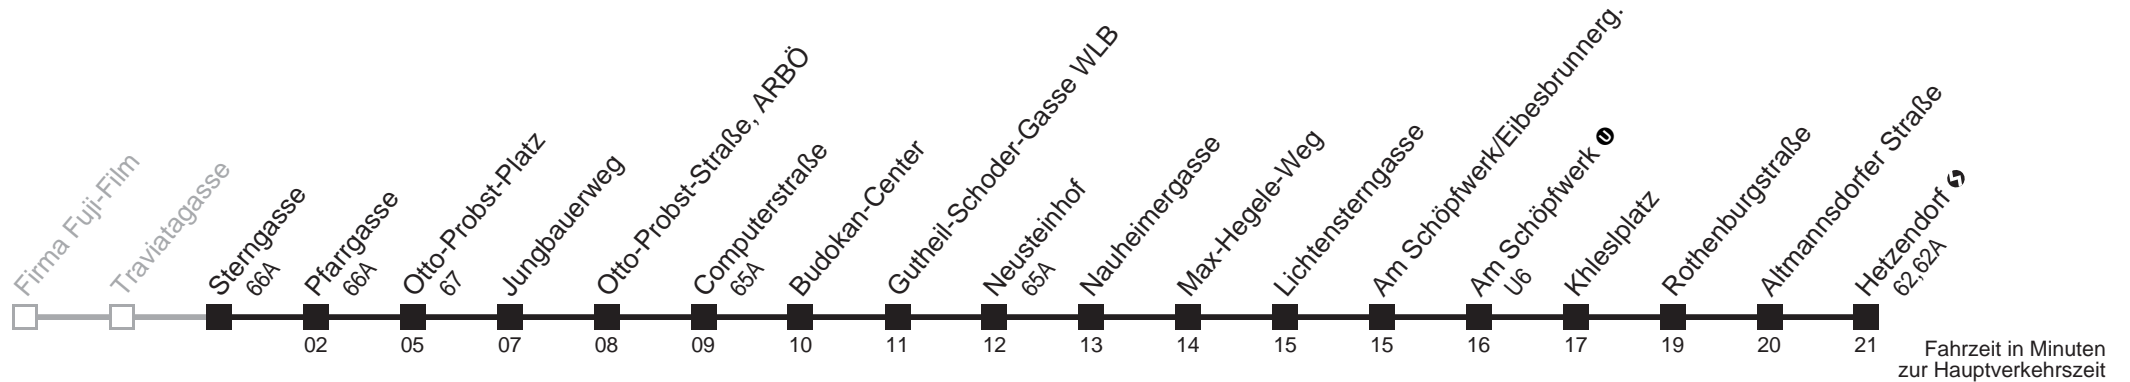 Firma Fuji-Film
Traviatagasse
Sterngasse
66A
Pfarrgasse
66A
Otto-Probst-Platz
67
Jungbauerweg
Otto-Probst-Straße, ARBÖ
Computerstraße
65A
Budokan-Center
Gutheil-Schoder-Gasse WLB
Neusteinhof
65A
Nauheimergasse
Max-Hegele-Weg
Lichtensterngasse
Am Schöpfwerk/Eibesbrunnerg.
Am Schöpfwerk U
U6
Khleslplatz
Rothenburgstraße
Altmannsdorfer Straße
Hetzendorf
62,62A
02 05 07 08 09 10 11 12 13 14 15 15 16 17 19 20 21
Fahrzeit in Minuten
zur Hauptverkehrszeit